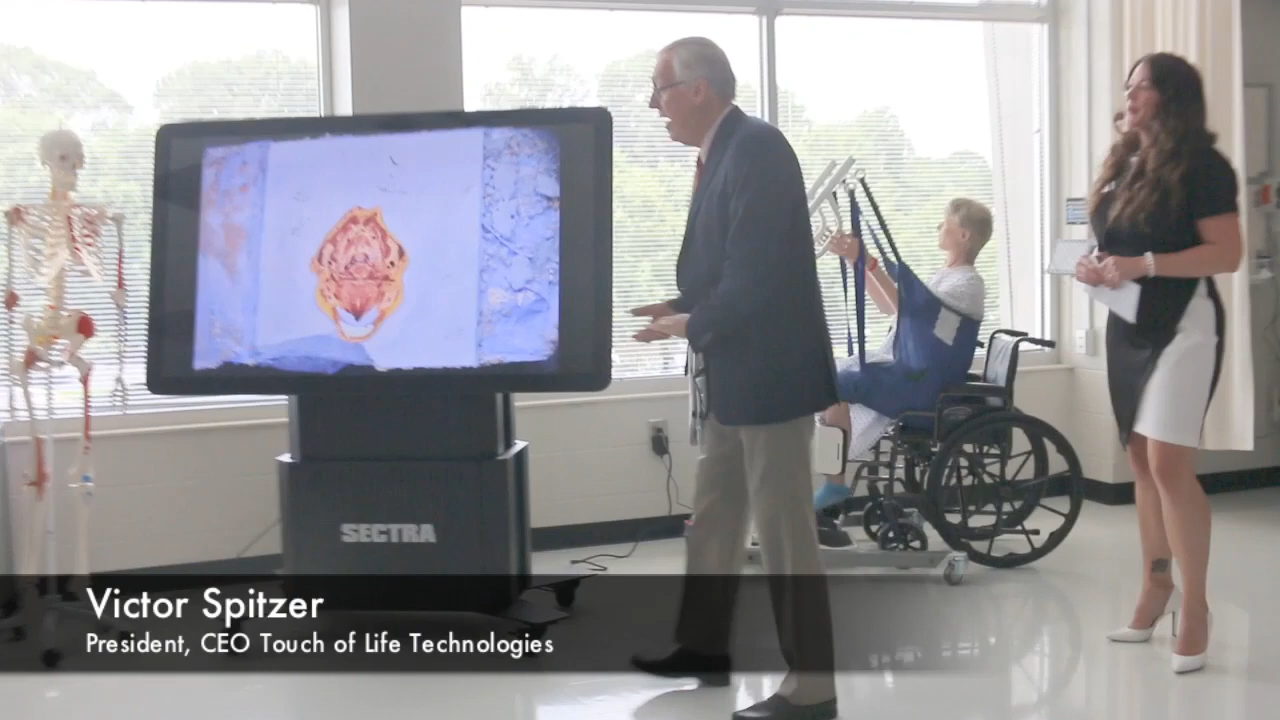 SECTRA
Victor Spitzer
President, CEO Touch of Life Technologies